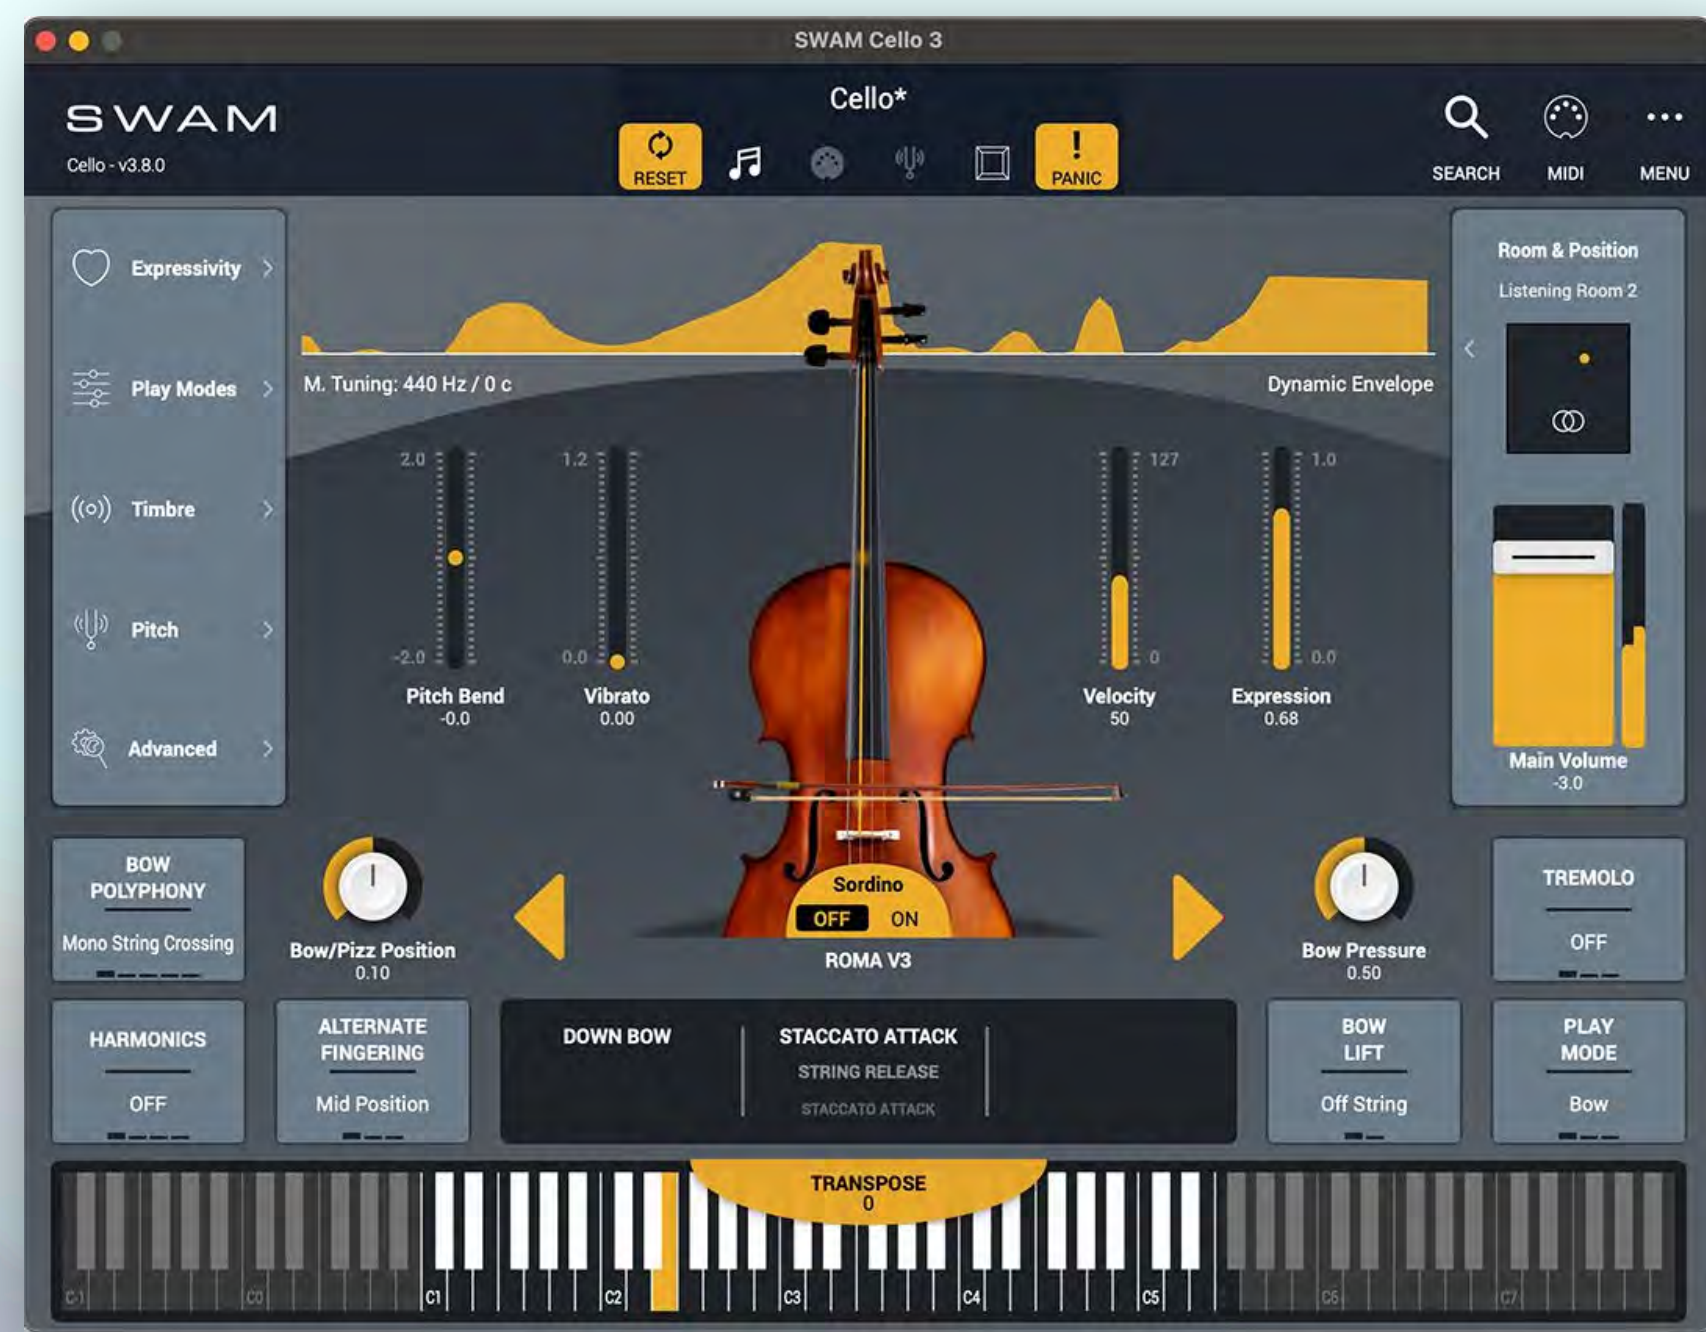 SWAM Cello 3
SWAM
Cello - v3.8.0
Cello*
RESET
PANIC
SEARCH
MIDI
MENU
Expressivity
Play Modes
Timbre
Pitch
Advanced
M. Tuning: 440 Hz / 0 c
Dynamic Envelope
Room & Position
Listening Room 2
2.0
-2.0
Pitch Bend
-0.0
1.2
0.0
Vibrato
0.00
127
0
Velocity
50
1.0
0.0
Expression
0.68
Main Volume
-3.0
BOW
POLYPHONY
Mono String Crossing
Bow/Pizz Position
0.10
Sordino
OFF ON
ROMA V3
Bow Pressure
0.50
TREMOLO
OFF
HARMONICS
OFF
ALTERNATE
FINGERING
Mid Position
DOWN BOW
STACCATO ATTACK
STRING RELEASE
STACCATO ATTACK
BOW
LIFT
Off String
PLAY
MODE
Bow
TRANSPOSE
0
C-1 C0 C1 C2 C3 C4 C5 C6 C7